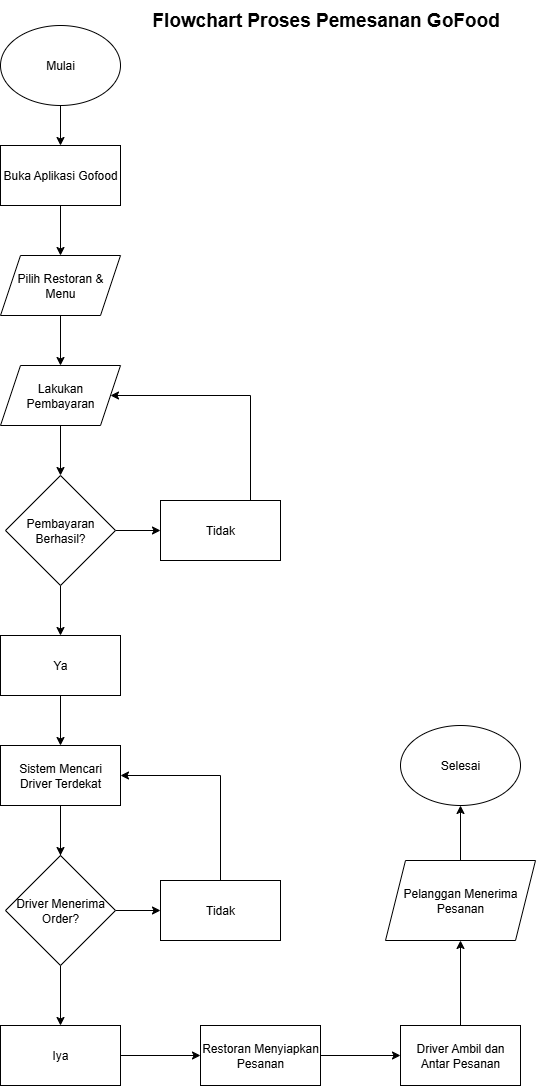 Flowchart Proses Pemesanan GoFood
Mulai
Buka Aplikasi Gofood
Pilih Restoran &
Menu
Lakukan
Pembayaran
Pembayaran
Berhasil?
Tidak
Ya
Sistem Mencari
Driver Terdekat
Driver Menerima
Order?
Tidak
Iya
Restoran Menyiapkan
Pesanan
Driver Ambil dan
Antar Pesanan
Pelanggan Menerima
Pesanan
Selesai